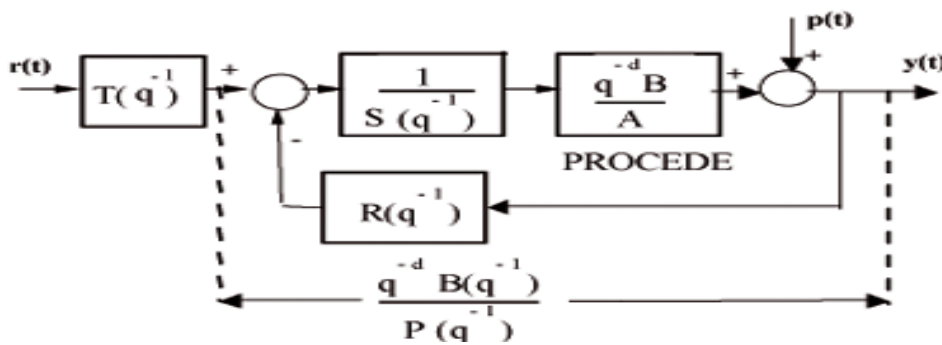 p(t)
r(t)
T(q^-1)
+
-
1
S(q^-1)
q^-d B
A
+
+
y(t)
PROCEDE
R(q^-1)
q^-d B(q^-1)
P(q^-1)